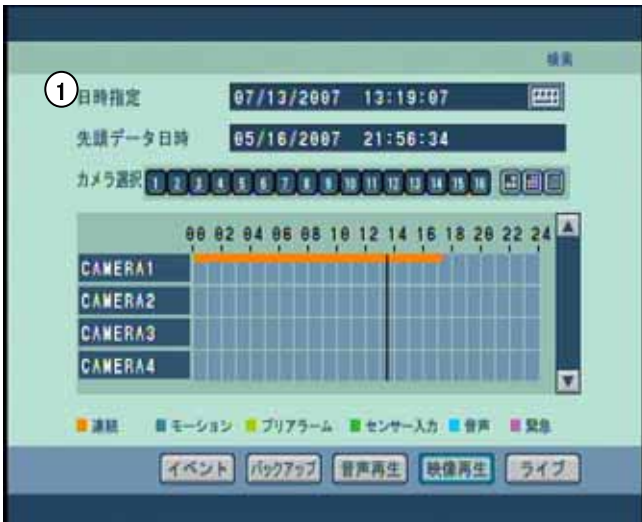 検索
① 日時指定 07/13/2007 13:19:07
先頭データ日時 05/16/2007 21:56:34
カメラ選択 1 2 3 4 5 6 7 8 9 10 11 12 13 14 15 16
00 02 04 06 08 10 12 14 16 18 20 22 24
CAMERA1
CAMERA2
CAMERA3
CAMERA4
連続 モーション プリアラーム センサー入力 音声 緊急
イベント バックアップ 音声再生 映像再生 ライブ